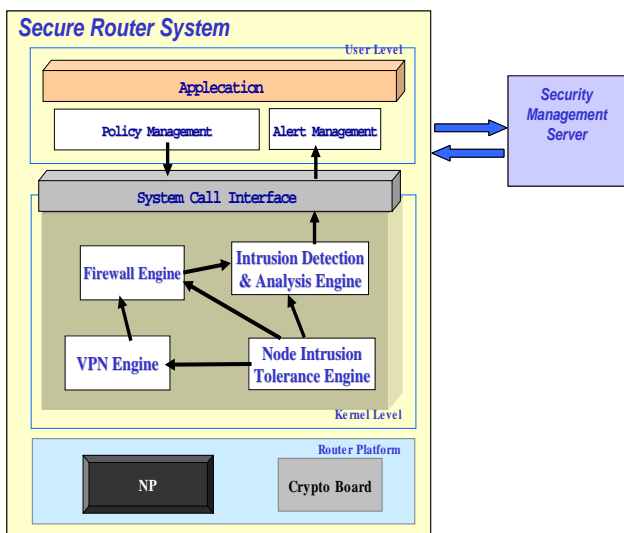 Secure Router System
User Level
Applecation
Policy Management
Alert Management
Security
Management
Server
System Call Interface
Firewall Engine
Intrusion Detection
& Analysis Engine
VPN Engine
Node Intrusion
Tolerance Engine
Kernel Level
Router Platform
NP
Crypto Board